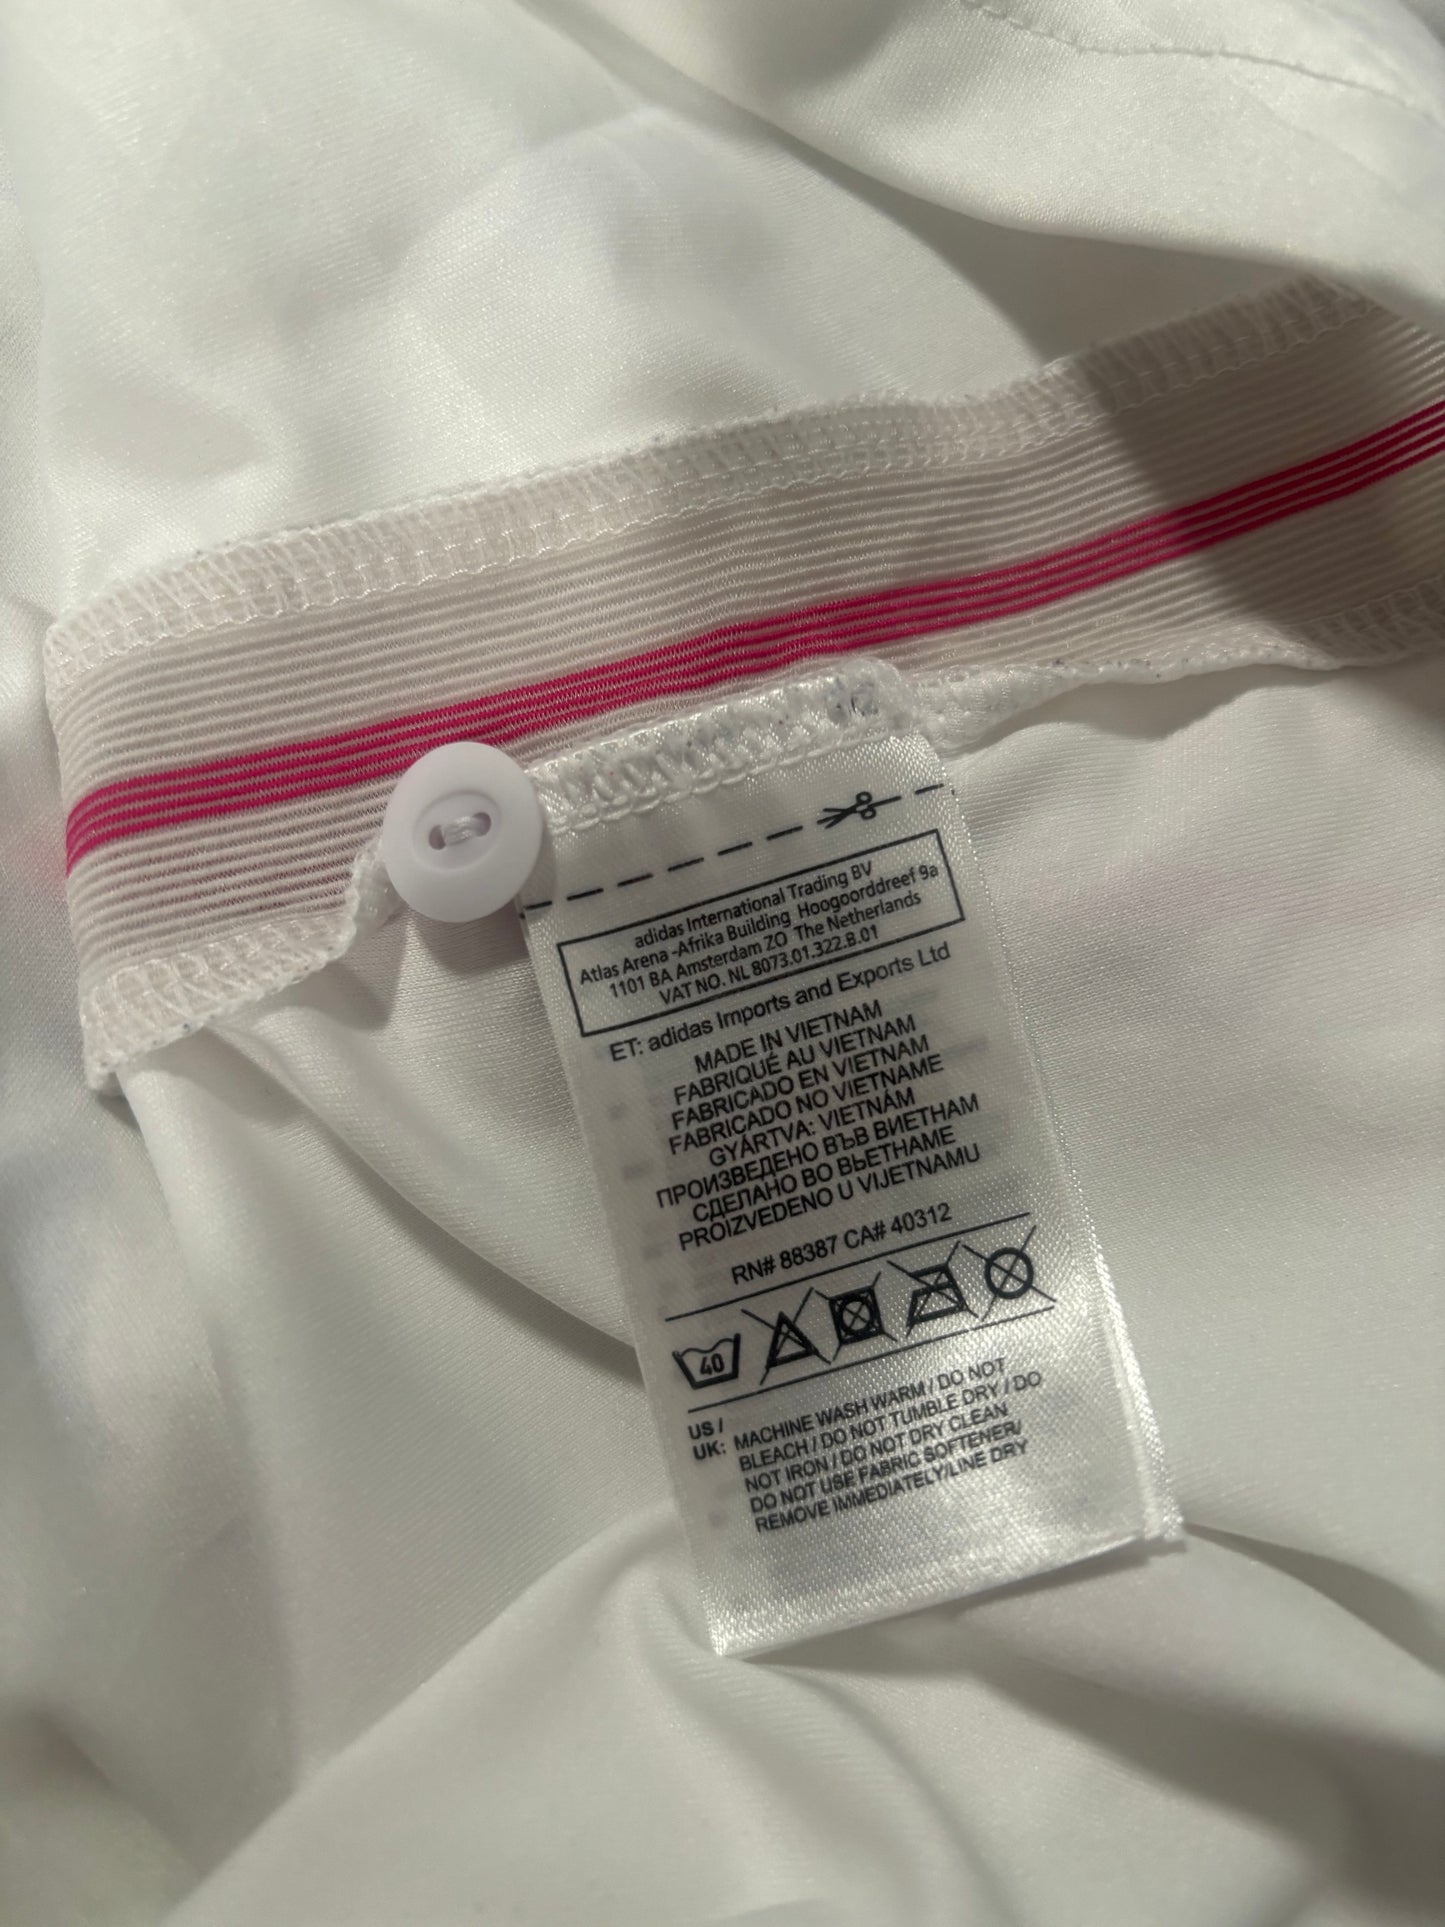 adidas International Trading BV
Atlas Arena -Afrika Building Hoogoorddreef 9a
1101 BA Amsterdam ZO The Netherlands
VAT NO. NL 8073.01.322.B.01
ET: adidas Imports and Exports Ltd
MADE IN VIETNAM
FABRIQUÉ AU VIETNAM
FABRICADO EN VIETNAM
FABRICADO NO VIETNAME
GYÁRTVA: VIETNÁM
ПРОИЗВЕДЕНО ВЪВ ВИЕТНАМ
СДЕЛАНО ВО ВЬЕТНАМЕ
PROIZVEDENO U VIJETNAMU
RN# 88387 CA# 40312
40
US / UK: MACHINE WASH WARM / DO NOT
BLEACH / DO NOT TUMBLE DRY / DO
NOT IRON / DO NOT DRY CLEAN
DO NOT USE FABRIC SOFTENER/
REMOVE IMMEDIATELY/LINE DRY